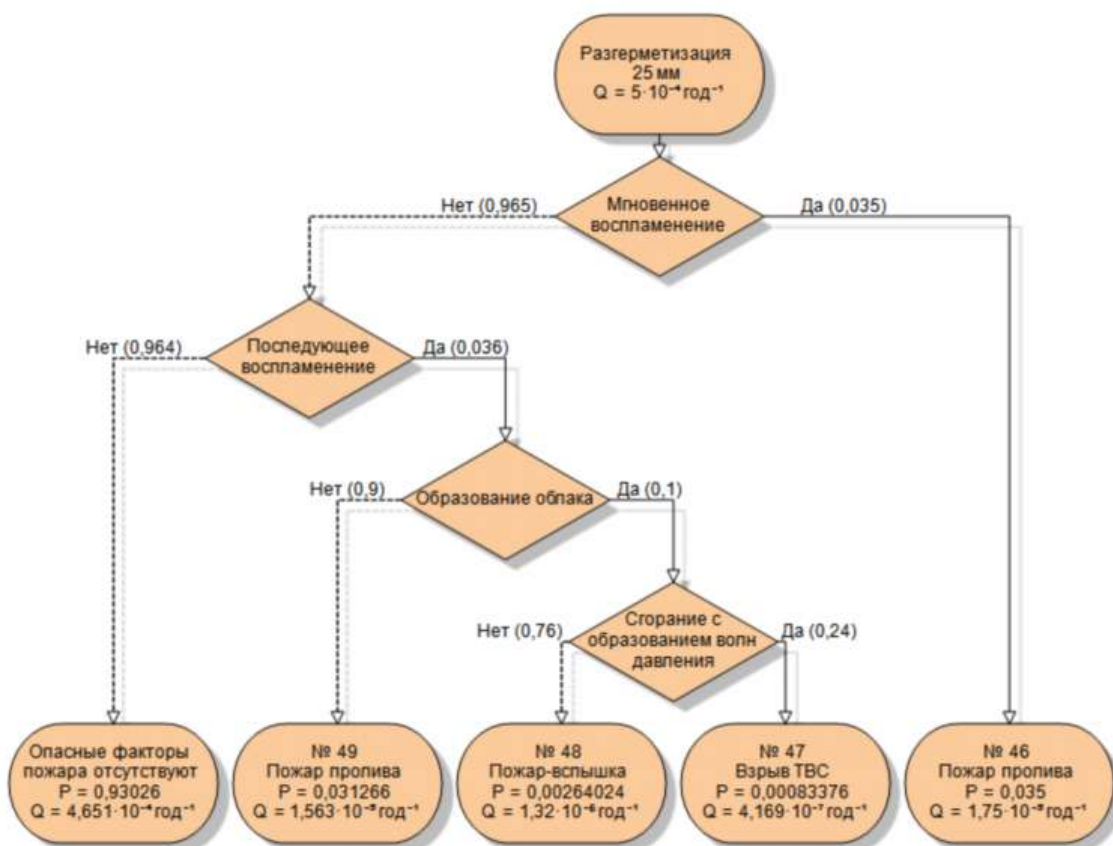 Разгерметизация
25 мм
Q = 5·10⁻⁴ год⁻¹
Нет (0,965)
Мгновенное
воспламенение
Да (0,035)
Нет (0,964)
Последующее
воспламенение
Да (0,036)
Нет (0,9)
Образование облака
Да (0,1)
Нет (0,76)
Сгорание с
образованием волн
давления
Да (0,24)
Опасные факторы
пожара отсутствуют
P = 0,93026
Q = 4,651·10⁻⁴ год⁻¹
№ 49
Пожар пролива
P = 0,031266
Q = 1,563·10⁻⁵ год⁻¹
№ 48
Пожар-вспышка
P = 0,00264024
Q = 1,32·10⁻⁶ год⁻¹
№ 47
Взрыв ТВС
P = 0,00083376
Q = 4,169·10⁻⁷ год⁻¹
№ 46
Пожар пролива
P = 0,035
Q = 1,75·10⁻⁵ год⁻¹